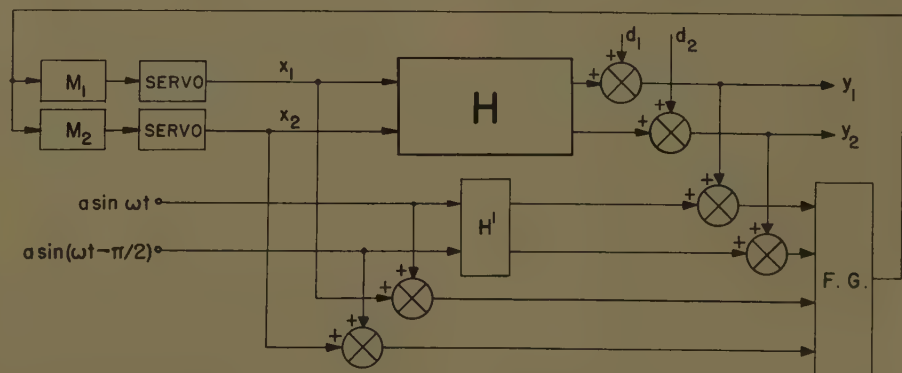 d₁ d₂
+ +
M₁ SERVO x₁ H + y₁
M₂ SERVO x₂ + y₂
+ +
a sin ωt H' +
a sin(ωt-π/2) +
+ +
F. G.
+ +
+